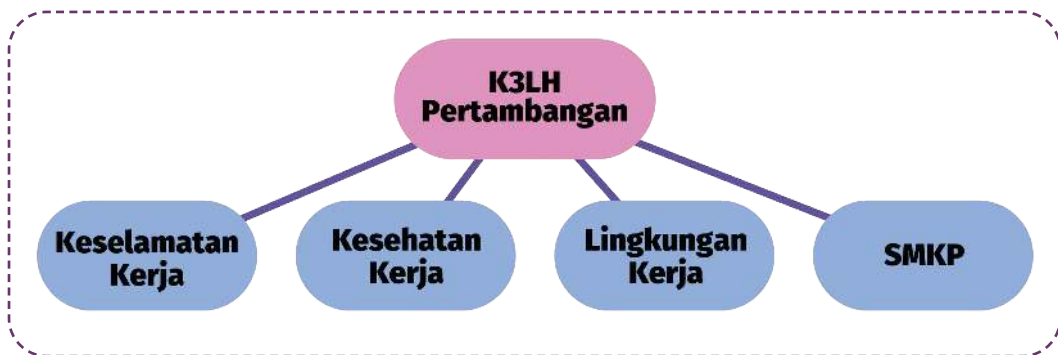 K3LH
Pertambangan
Keselamatan
Kerja
Kesehatan
Kerja
Lingkungan
Kerja
SMKP